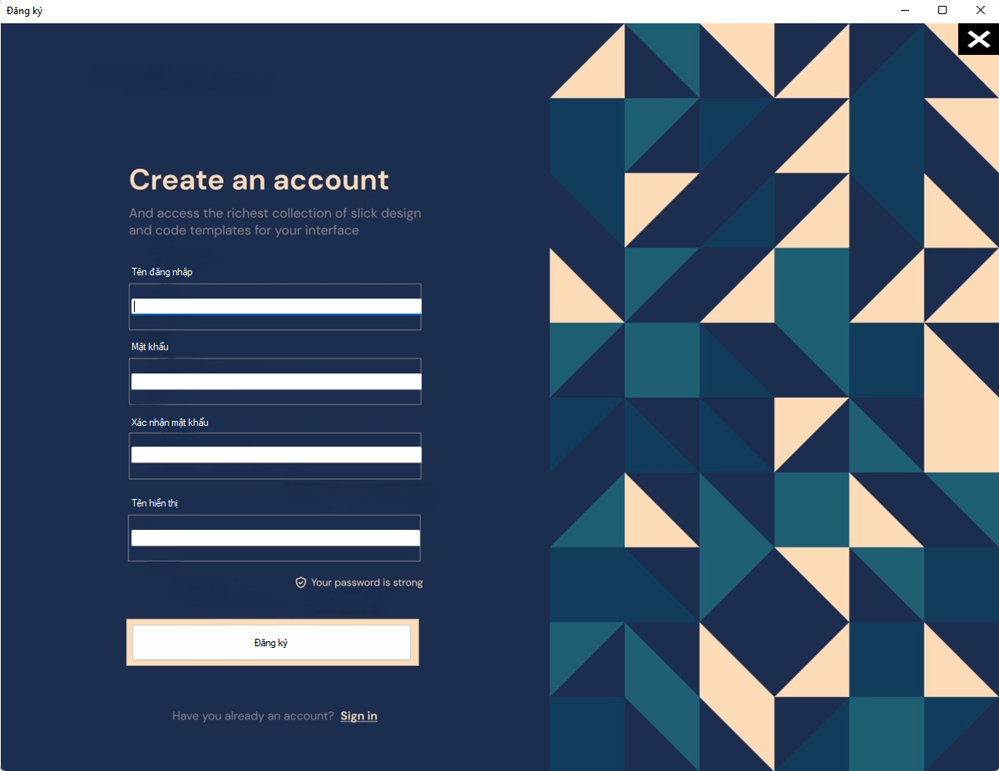 Đăng ký
Create an account
And access the richest collection of slick design
and code templates for your interface
Tên đăng nhập
Mật khẩu
Xác nhận mật khẩu
Tên hiển thị
Your password is strong
Đăng ký
Have you already an account? Sign in